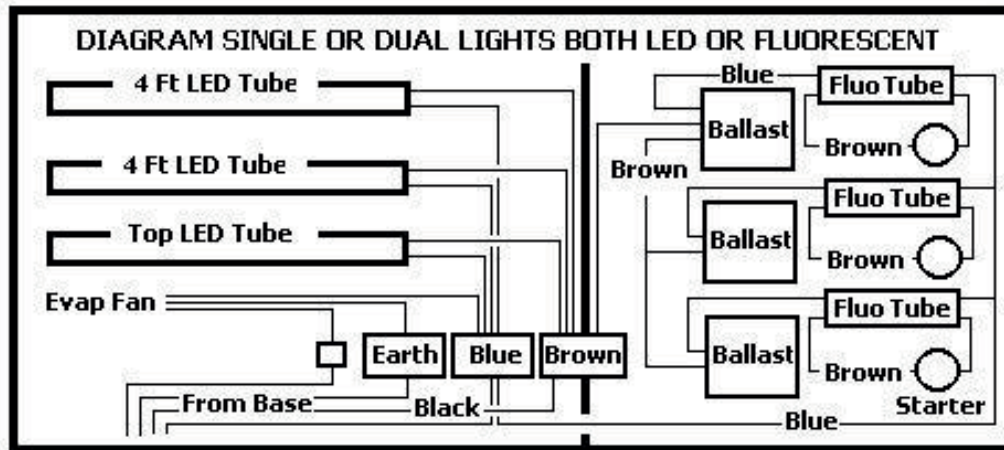 DIAGRAM SINGLE OR DUAL LIGHTS BOTH LED OR FLUORESCENT
4 Ft LED Tube
4 Ft LED Tube
Top LED Tube
Evap Fan
Earth
Blue
Brown
From Base
Black
Blue
Fluo Tube
Ballast
Brown
Brown
Fluo Tube
Ballast
Brown
Fluo Tube
Ballast
Brown
Starter
Blue